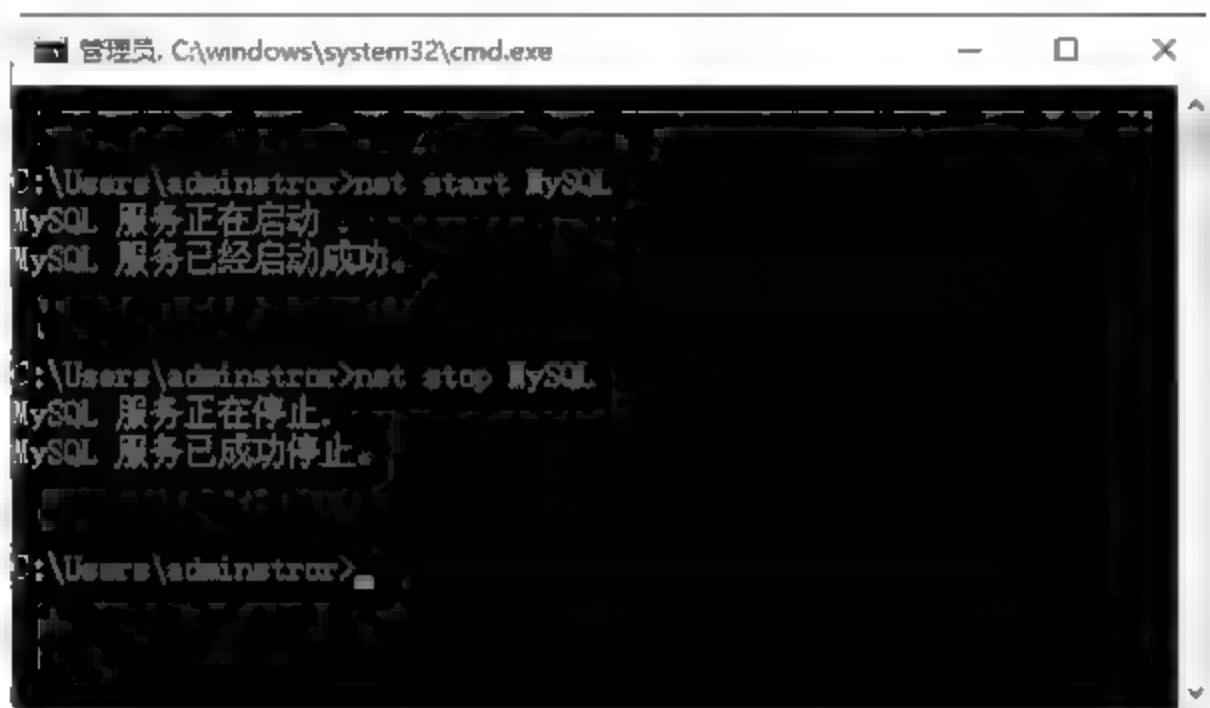 管理员: C:\windows\system32\cmd.exe
C:\Users\adminstror>net start MySQL
MySQL 服务正在启动 .
MySQL 服务已经启动成功。
C:\Users\adminstror>net stop MySQL
MySQL 服务正在停止.
MySQL 服务已成功停止。
C:\Users\adminstror>